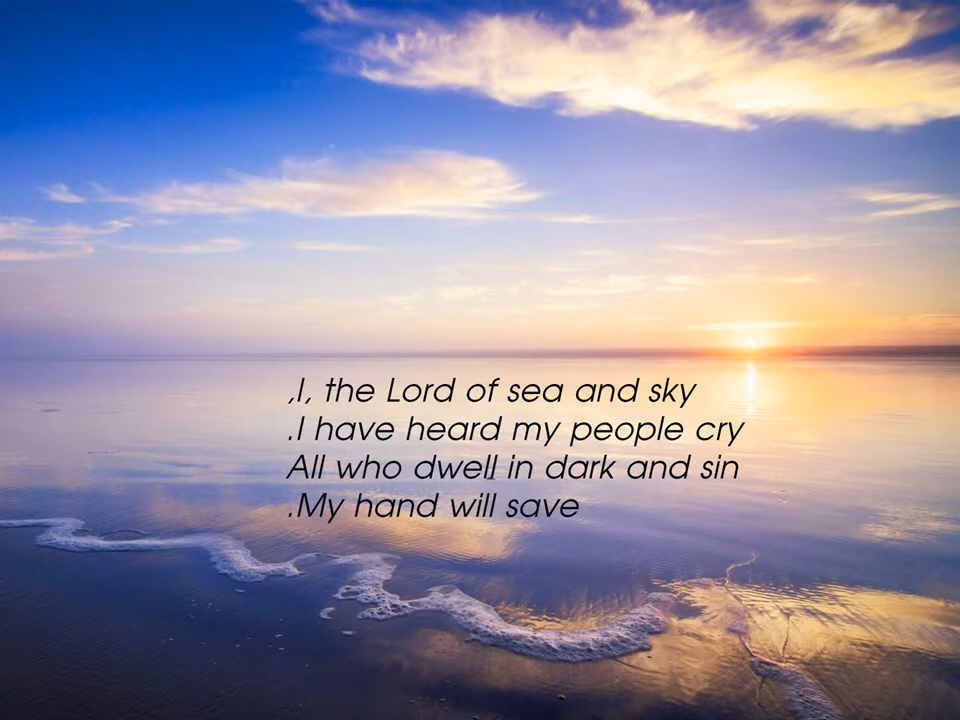 ,I, the Lord of sea and sky
.I have heard my people cry
All who dwell in dark and sin
.My hand will save